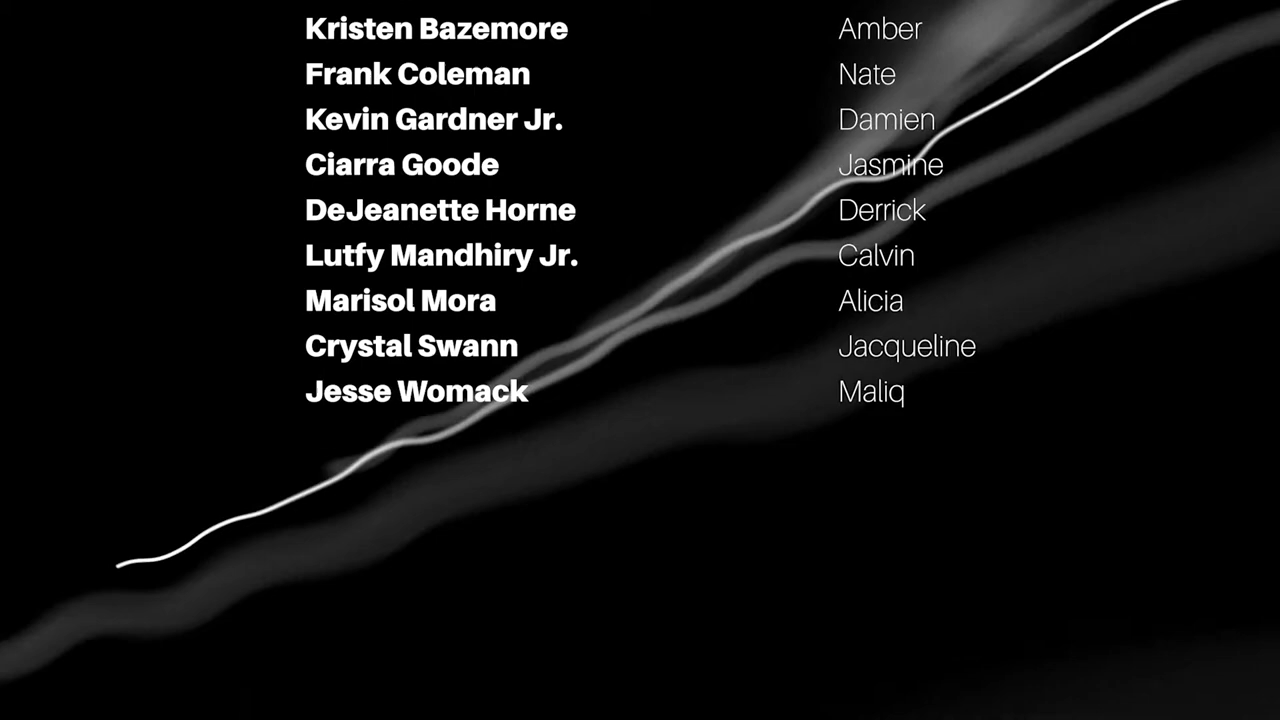 Kristen Bazemore Amber
Frank Coleman Nate
Kevin Gardner Jr. Damien
Ciarra Goode Jasmine
DeJeanette Horne Derrick
Lutfy Mandhiry Jr. Calvin
Marisol Mora Alicia
Crystal Swann Jacqueline
Jesse Womack Maliq